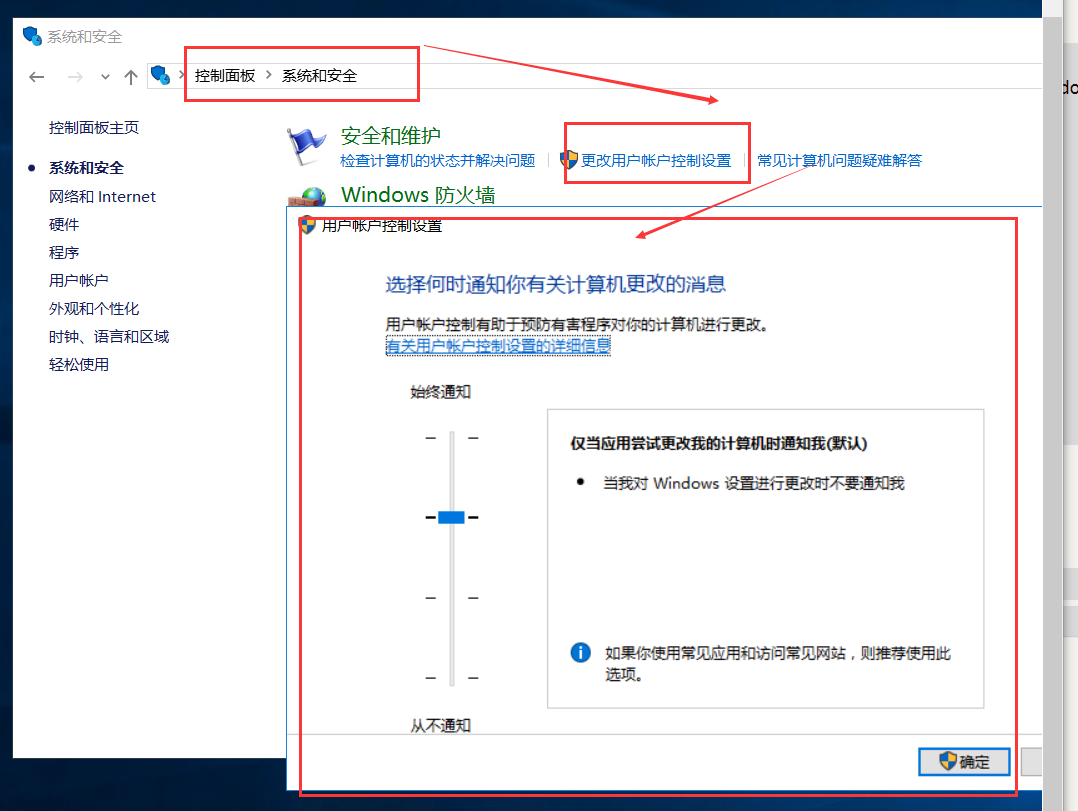 系统和安全
控制面板 > 系统和安全
控制面板主页
系统和安全
网络和 Internet
硬件
程序
用户帐户
外观和个性化
时钟、语言和区域
轻松使用
安全和维护
检查计算机的状态并解决问题
更改用户帐户控制设置
常见计算机问题疑难解答
Windows 防火墙
用户帐户控制设置
选择何时通知你有关计算机更改的消息
用户帐户控制有助于预防有害程序对你的计算机进行更改。
有关用户帐户控制设置的详细信息
始终通知
仅当应用尝试更改我的计算机时通知我(默认)
当我对 Windows 设置进行更改时不要通知我
如果你使用常见应用和访问常见网站，则推荐使用此
选项。
从不通知
确定